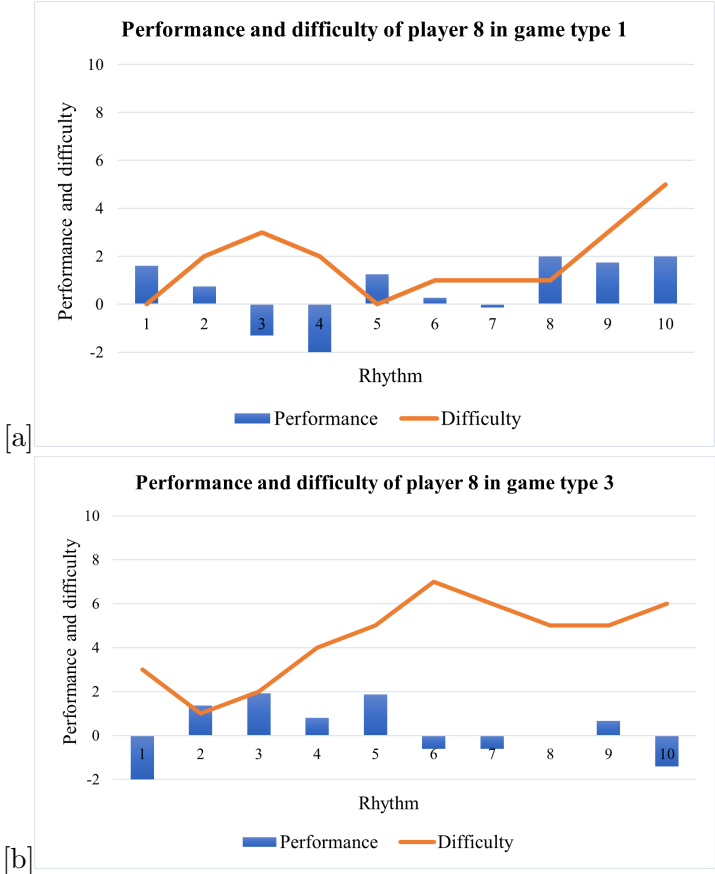 Performance and difficulty of player 8 in game type 1
10
8
6
4
2
0
-2
Performance and difficulty
1 2 3 4 5 6 7 8 9 10
Rhythm
Performance Difficulty
[a]
Performance and difficulty of player 8 in game type 3
10
8
6
4
2
0
-2
Performance and difficulty
1 2 3 4 5 6 7 8 9 10
Rhythm
Performance Difficulty
[b]